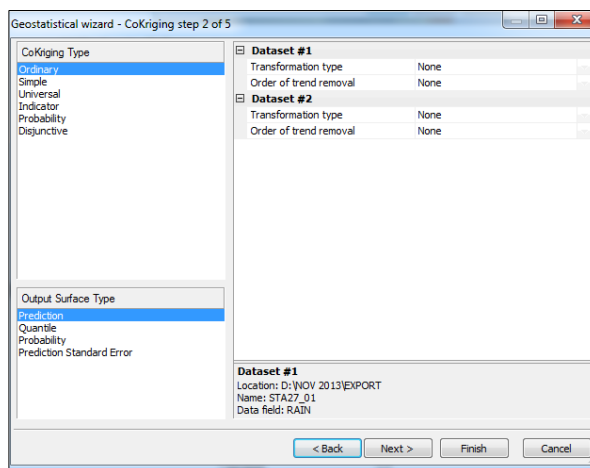 Geostatistical wizard - CoKriging step 2 of 5
CoKriging Type
Ordinary
Simple
Universal
Indicator
Probability
Disjunctive
Output Surface Type
Prediction
Quantile
Probability
Prediction Standard Error
Dataset #1
Transformation type None
Order of trend removal None
Dataset #2
Transformation type None
Order of trend removal None
Dataset #1
Location: D:\NOV 2013\EXPORT
Name: STA27_01
Data field: RAIN
< Back Next > Finish Cancel